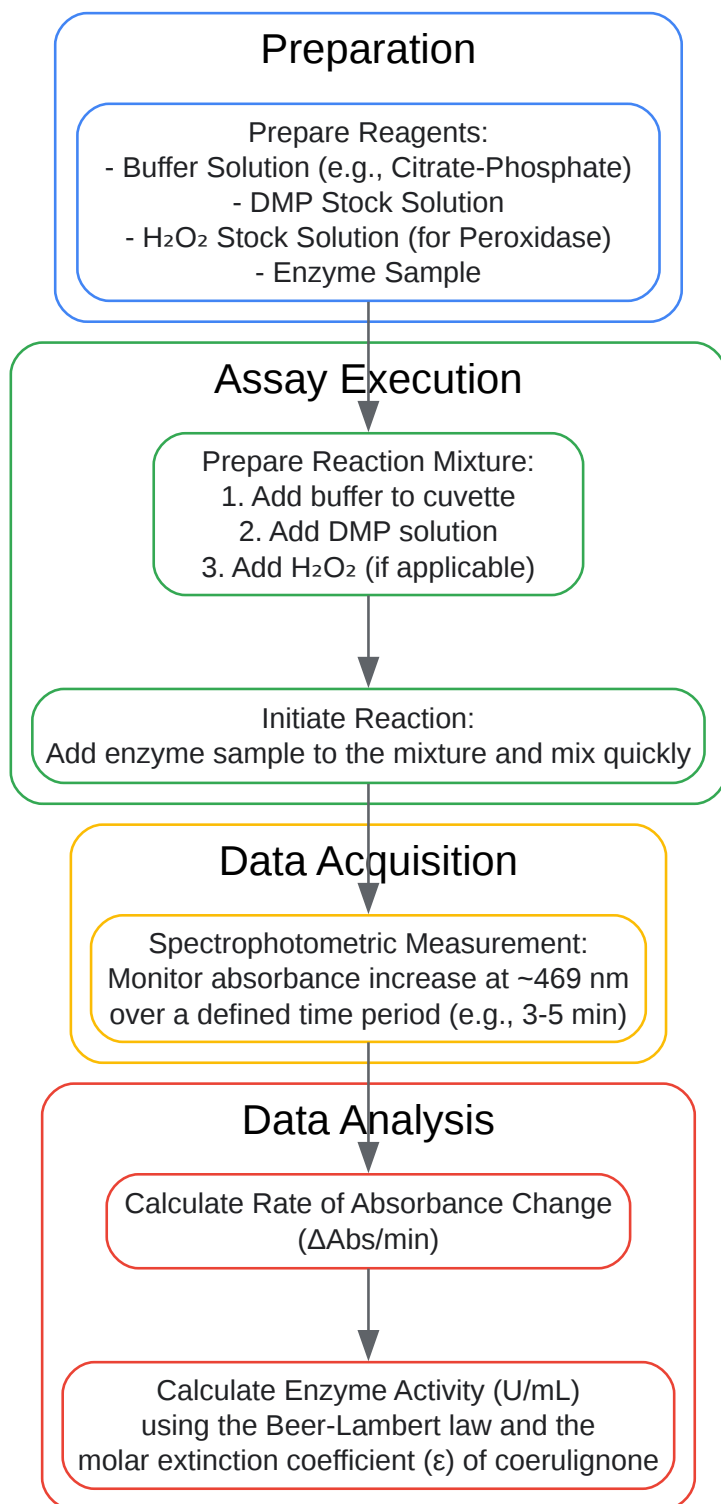 Preparation
Prepare Reagents:
- Buffer Solution (e.g., Citrate-Phosphate)
- DMP Stock Solution
- H₂O₂ Stock Solution (for Peroxidase)
- Enzyme Sample
Assay Execution
Prepare Reaction Mixture:
1. Add buffer to cuvette
2. Add DMP solution
3. Add H₂O₂ (if applicable)
Initiate Reaction:
Add enzyme sample to the mixture and mix quickly
Data Acquisition
Spectrophotometric Measurement:
Monitor absorbance increase at ~469 nm
over a defined time period (e.g., 3-5 min)
Data Analysis
Calculate Rate of Absorbance Change
(ΔAbs/min)
Calculate Enzyme Activity (U/mL)
using the Beer-Lambert law and the
molar extinction coefficient (ε) of coerulignone